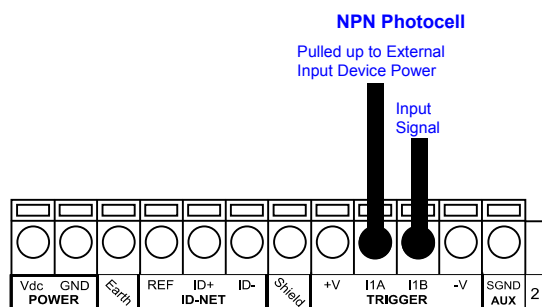 NPN Photocell
Pulled up to External
Input Device Power
Input
Signal
Vdc GND Earth REF ID+ ID- Shield +V I1A I1B -V SGND 2
POWER ID-NET TRIGGER AUX